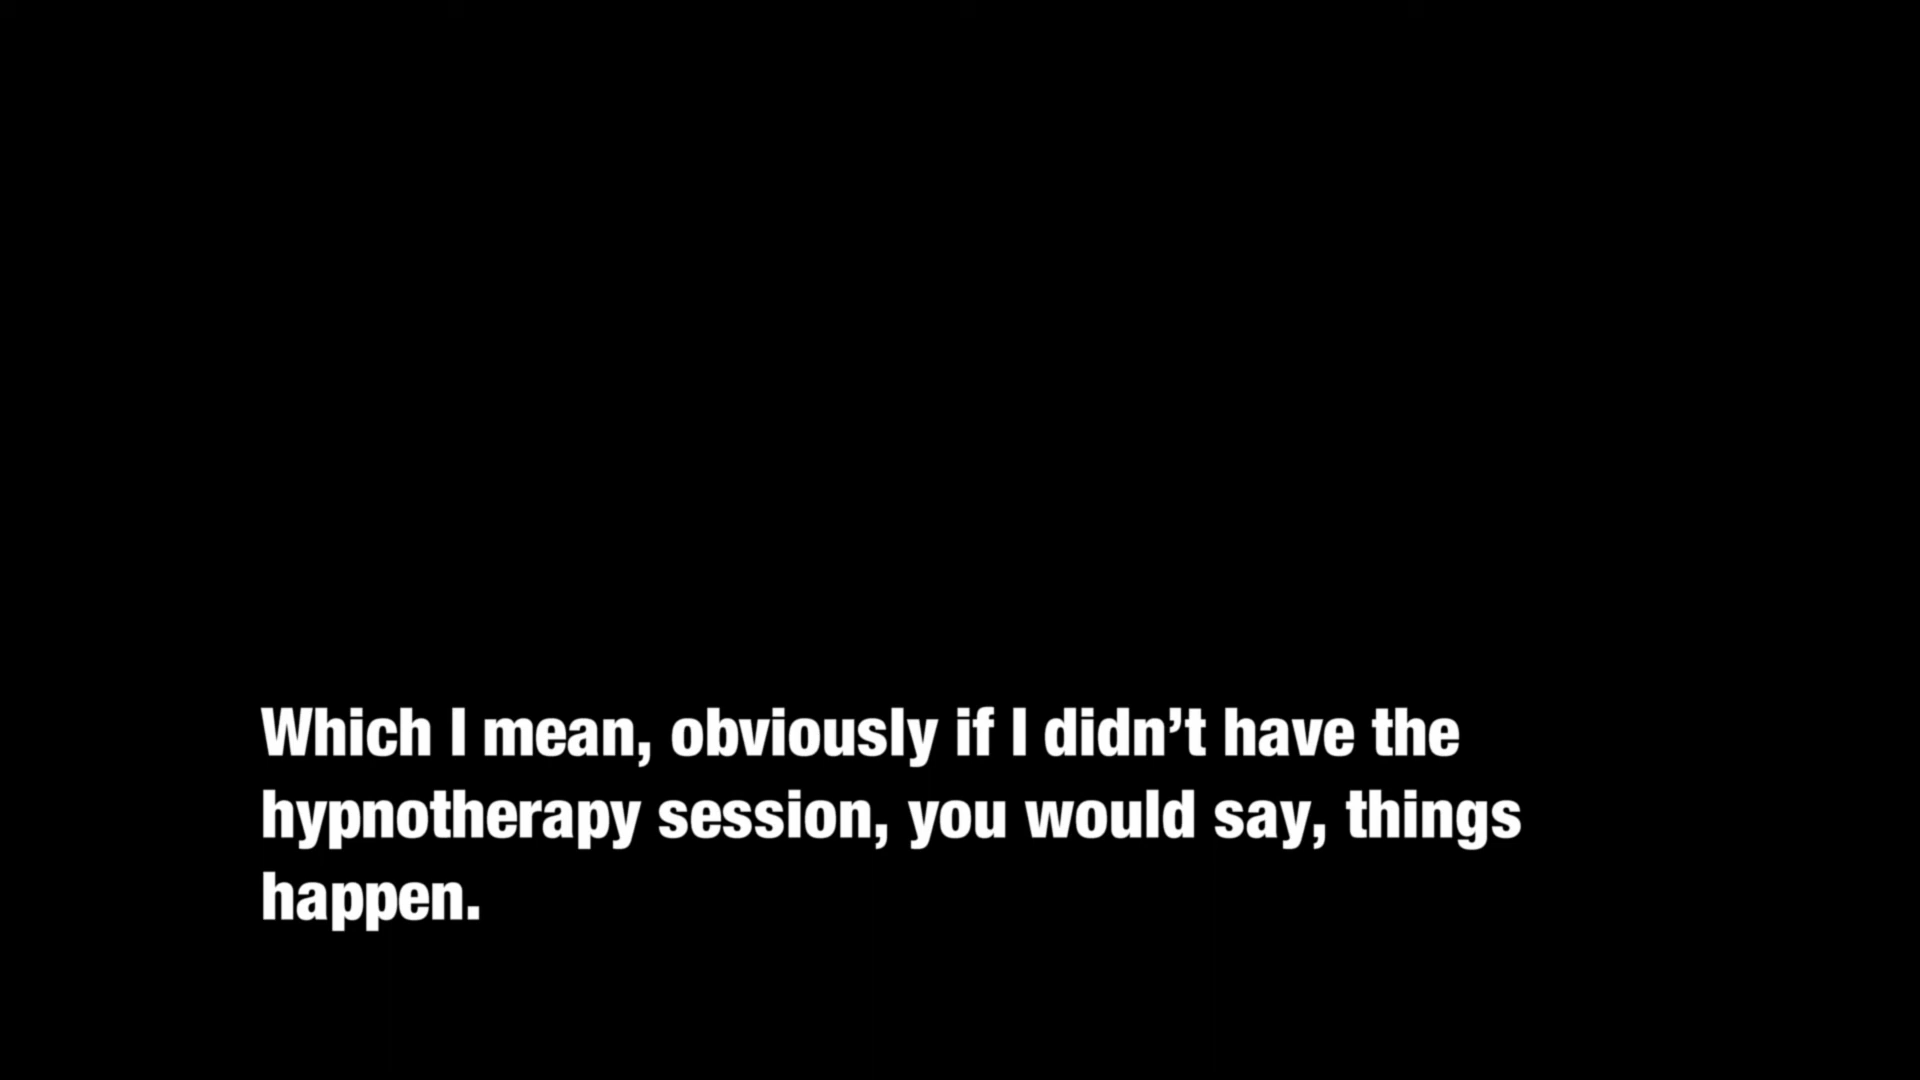 Which I mean, obviously if I didn’t have the
hypnotherapy session, you would say, things
happen.